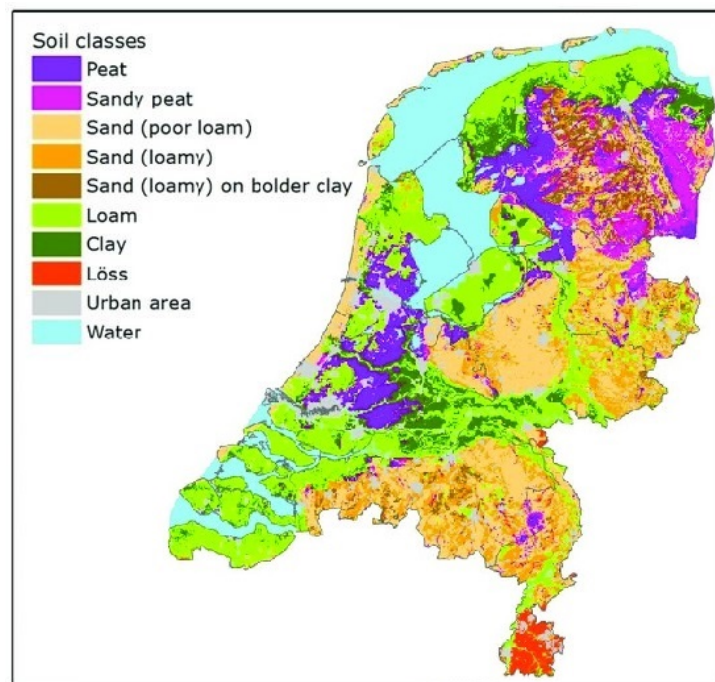 Soil classes
Peat
Sandy peat
Sand (poor loam)
Sand (loamy)
Sand (loamy) on bolder clay
Loam
Clay
Löss
Urban area
Water